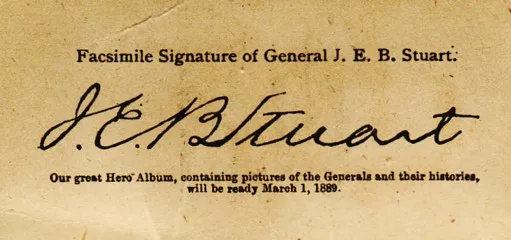 Facsimile Signature of General J. E. B. Stuart.
J. E. B Stuart
Our great Hero Album, containing pictures of the Generals and their histories,
will be ready March 1, 1889.